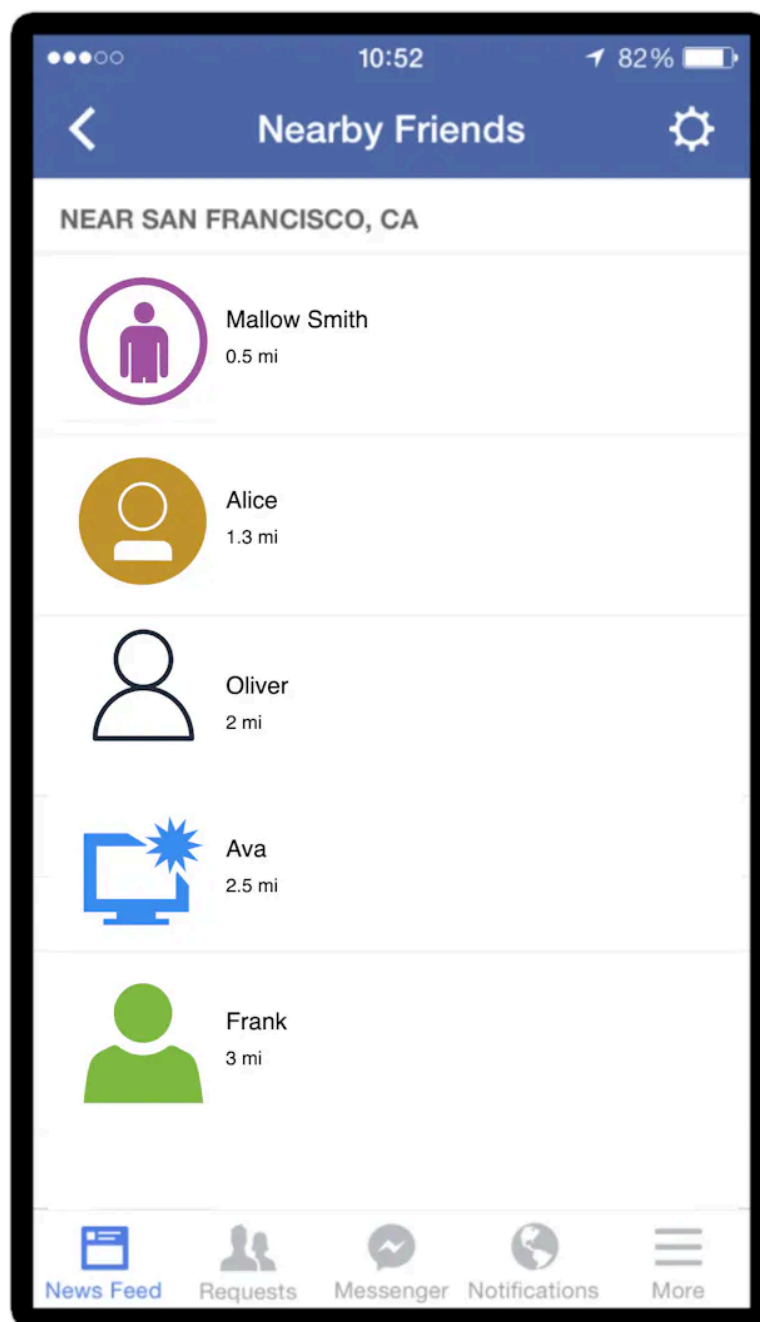 10:52 82%
Nearby Friends
NEAR SAN FRANCISCO, CA
Mallow Smith
0.5 mi
Alice
1.3 mi
Oliver
2 mi
Ava
2.5 mi
Frank
3 mi
News Feed Requests Messenger Notifications More